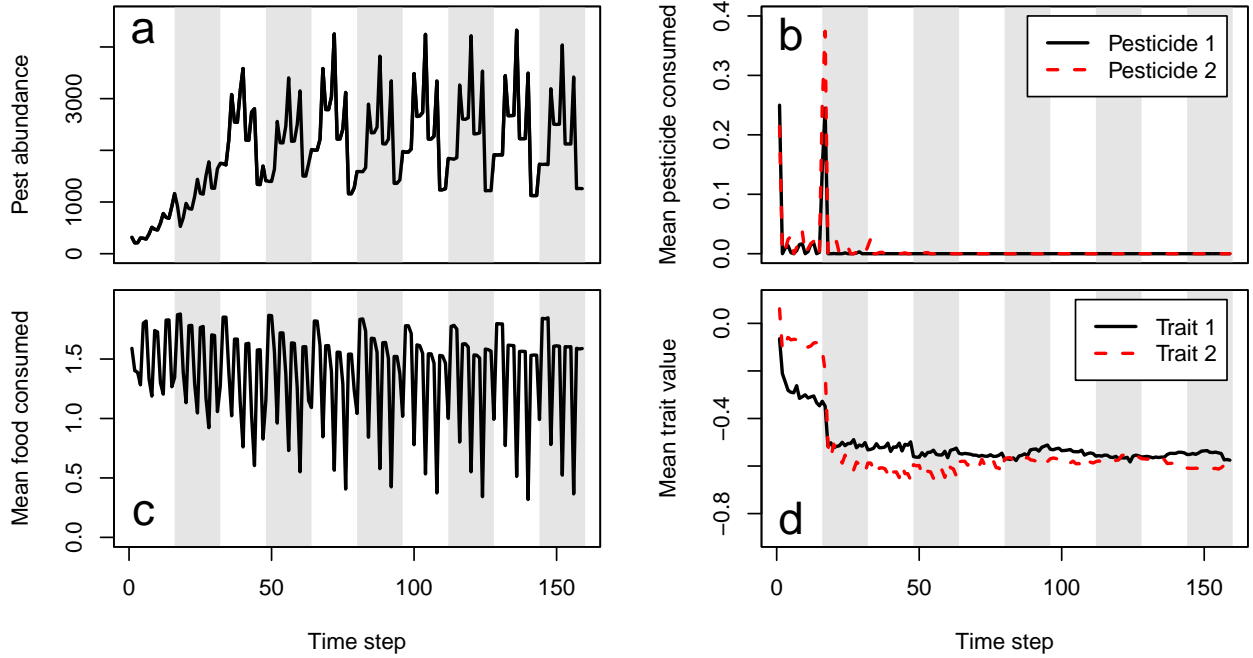 a
Pest abundance
0
1000
3000
b
Mean pesticide consumed
0.0
0.1
0.2
0.3
0.4
Pesticide 1
Pesticide 2
c
Mean food consumed
0.0
0.5
1.0
1.5
0
50
100
150
Time step
d
Mean trait value
−0.8
−0.4
0.0
Trait 1
Trait 2
0
50
100
150
Time step